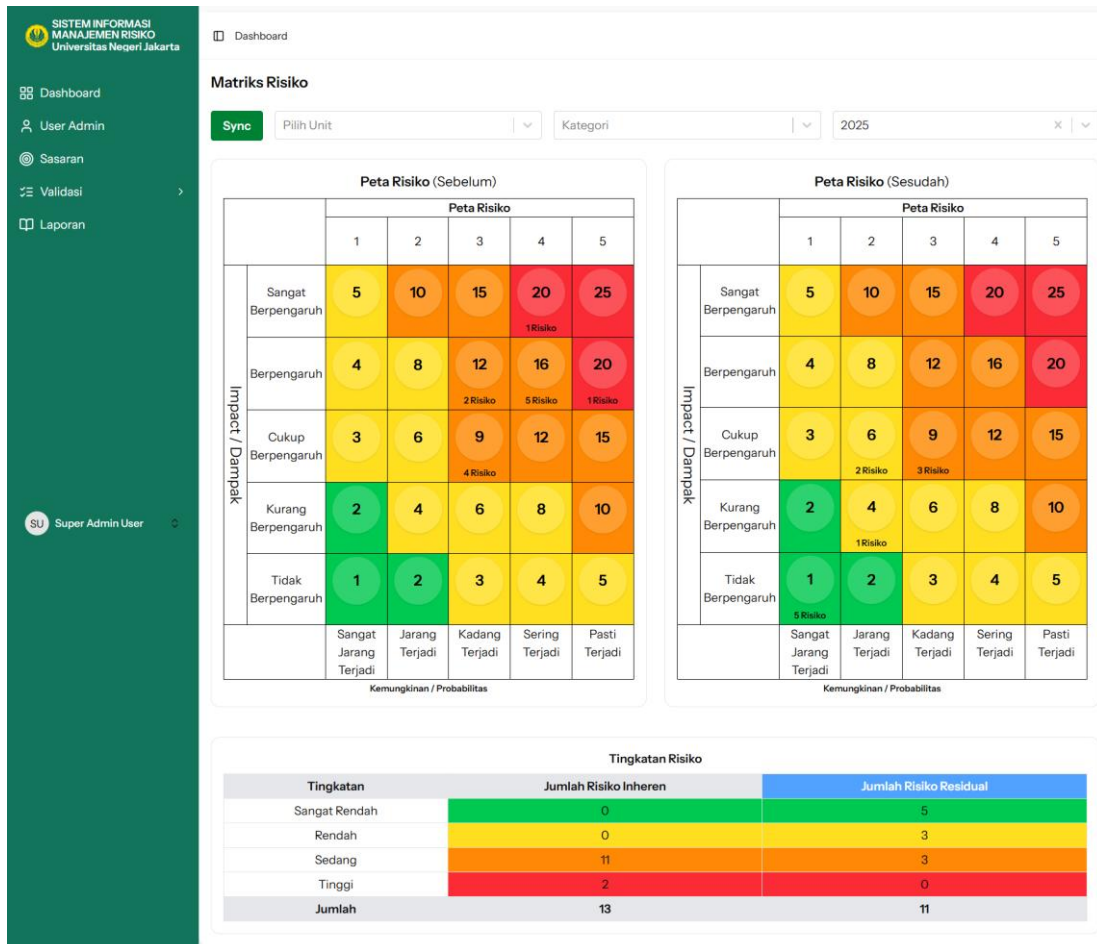 SISTEM INFORMASI
MANAJEMEN RISIKO
Universitas Negeri Jakarta
Dashboard
User Admin
Sasaran
Validasi
Laporan
SU Super Admin User
Dashboard
Matriks Risiko
Sync Pilih Unit Kategori 2025
Peta Risiko (Sebelum)
Peta Risiko
1 2 3 4 5
Impact / Dampak
Sangat
Berpengaruh
5 10 15 20 25
1 Risiko
Berpengaruh
4 8 12 16 20
2 Risiko 5 Risiko 1 Risiko
Cukup
Berpengaruh
3 6 9 12 15
4 Risiko
Kurang
Berpengaruh
2 4 6 8 10
Tidak
Berpengaruh
1 2 3 4 5
Sangat Jarang Kadang Sering Pasti
Jarang Terjadi Terjadi Terjadi Terjadi
Terjadi
Kemungkinan / Probabilitas
Peta Risiko (Sesudah)
Peta Risiko
1 2 3 4 5
Impact / Dampak
Sangat
Berpengaruh
5 10 15 20 25
Berpengaruh
4 8 12 16 20
Cukup
Berpengaruh
3 6 9 12 15
2 Risiko 3 Risiko
Kurang
Berpengaruh
2 4 6 8 10
1 Risiko
Tidak
Berpengaruh
1 2 3 4 5
5 Risiko
Sangat Jarang Kadang Sering Pasti
Jarang Terjadi Terjadi Terjadi Terjadi
Terjadi
Kemungkinan / Probabilitas
Tingkatan Risiko
Tingkatan Jumlah Risiko Inheren Jumlah Risiko Residual
Sangat Rendah 0 5
Rendah 0 3
Sedang 11 3
Tinggi 2 0
Jumlah 13 11